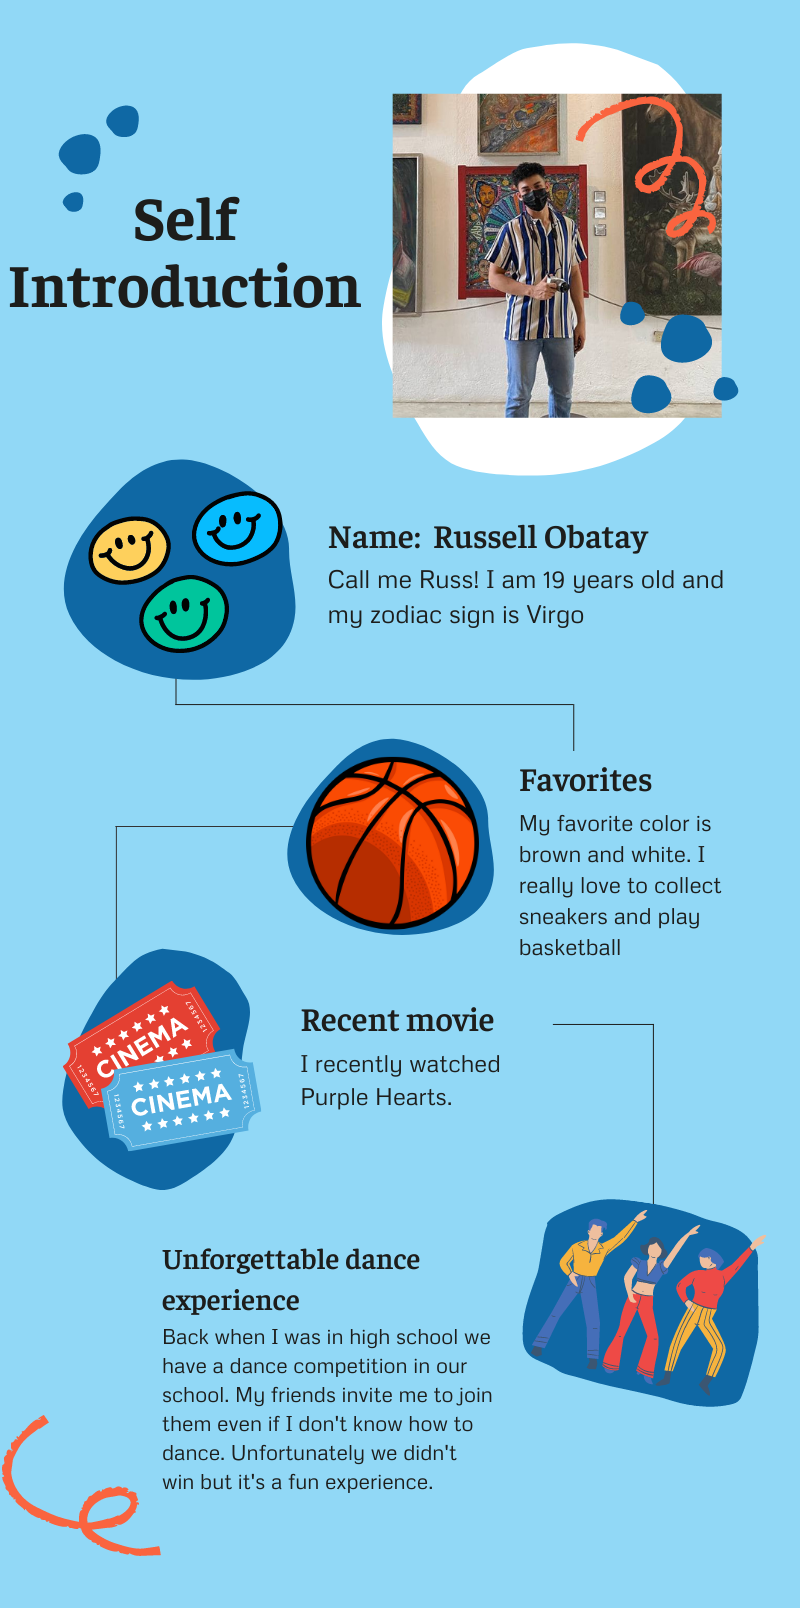 Self
Introduction
Name: Russell Obatay
Call me Russ! I am 19 years old and
my zodiac sign is Virgo
Favorites
My favorite color is
brown and white. I
really love to collect
sneakers and play
basketball
1234567
CINEMA
1234567
1234567
CINEMA
1234567
Recent movie
I recently watched
Purple Hearts.
Unforgettable dance
experience
Back when I was in high school we
have a dance competition in our
school. My friends invite me to join
them even if I don't know how to
dance. Unfortunately we didn't
win but it's a fun experience.